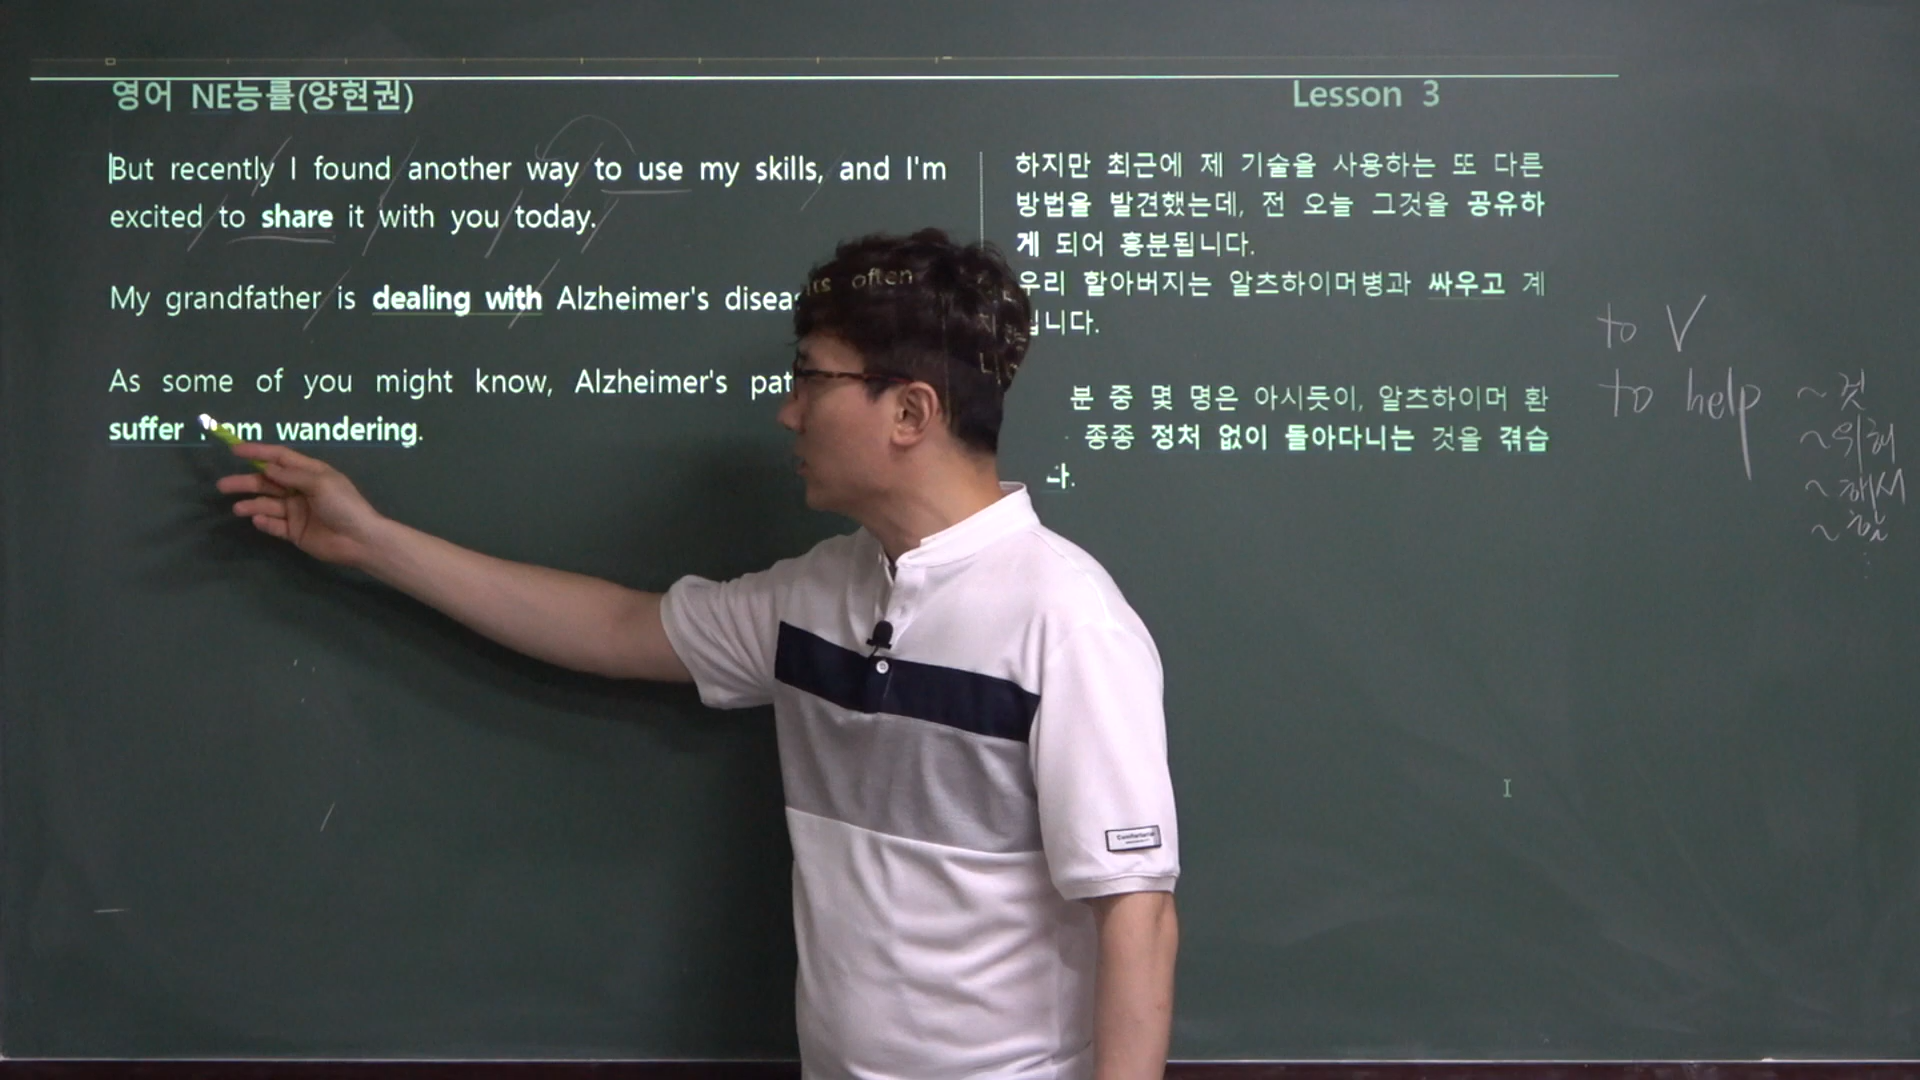 영어 NE능률(양현권)
Lesson 3
But recently I found another way to use my skills, and I'm
excited to share it with you today.
My grandfather is dealing with Alzheimer's
As some of you might know, Alzheimer's
often
suffer from wandering.
하지만 최근에 제 기술을 사용하는 또 다른
방법을 발견했는데, 전 오늘 그것을 공유하
게 되어 흥분됩니다.
우리 할아버지는 알츠하이머병과 싸우고 계
십니다.
분 중 몇 명은 아시듯이, 알츠하이머 환
종종 정처 없이 돌아다니는 것을 겪습
다.
to V
to help
~것
~위해
~해서
~할